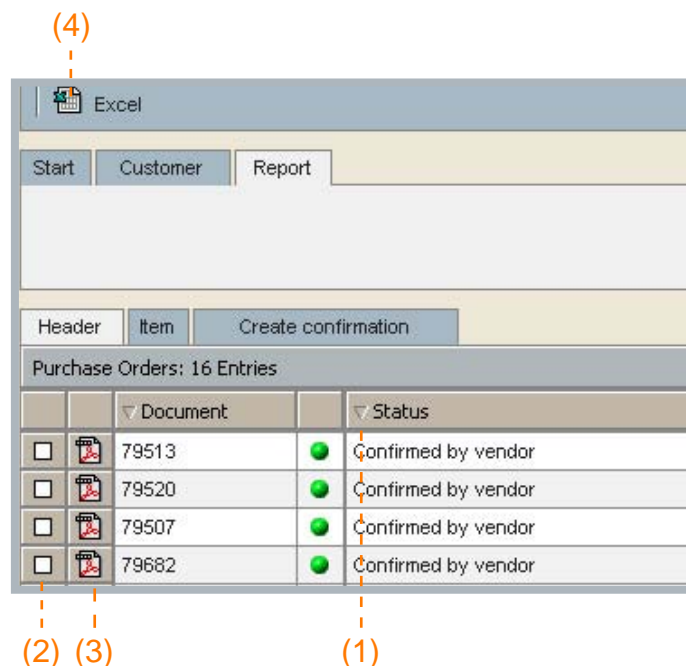 (4)
Excel
Start Customer Report
Header Item Create confirmation
Purchase Orders: 16 Entries
Document Status
79513 Confirmed by vendor
79520 Confirmed by vendor
79507 Confirmed by vendor
79682 Confirmed by vendor
(2) (3) (1)